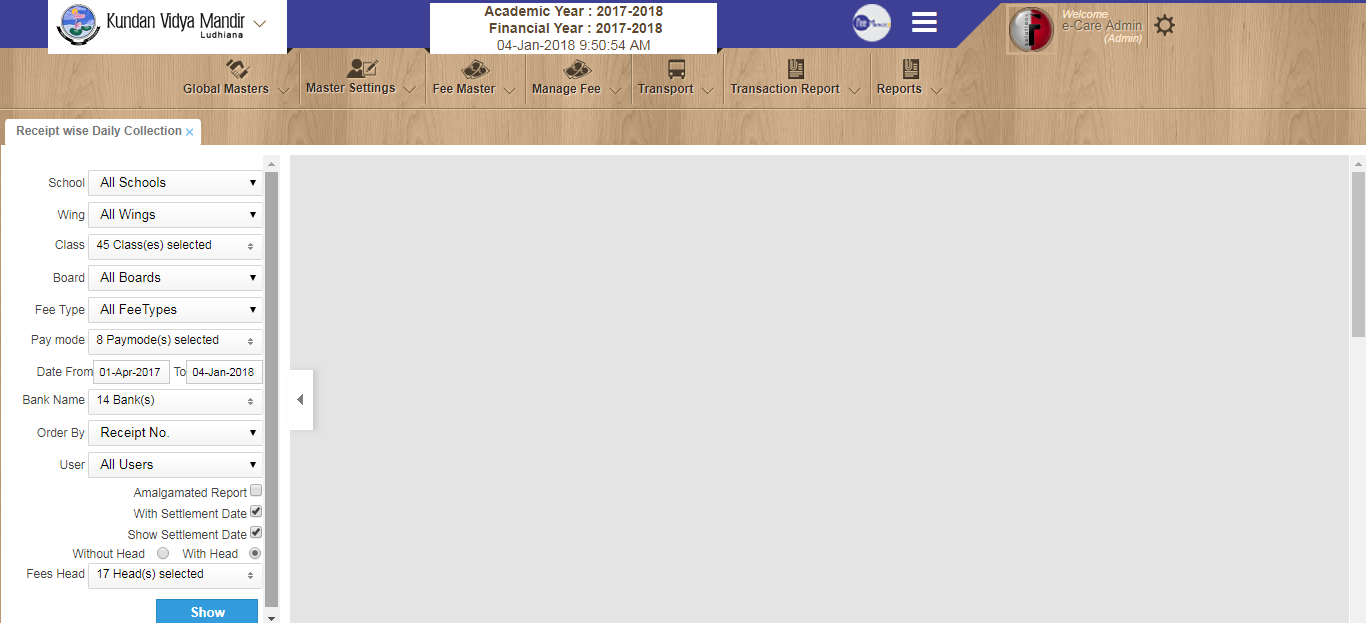 Kundan Vidya Mandir
Ludhiana
Academic Year : 2017-2018
Financial Year : 2017-2018
04-Jan-2018 9:50:54 AM
Welcome
e-Care Admin
(Admin)
Global Masters
Master Settings
Fee Master
Manage Fee
Transport
Transaction Report
Reports
Receipt wise Daily Collection ×
School All Schools
Wing All Wings
Class 45 Class(es) selected
Board All Boards
Fee Type All FeeTypes
Pay mode 8 Paymode(s) selected
Date From 01-Apr-2017 To 04-Jan-2018
Bank Name 14 Bank(s)
Order By Receipt No.
User All Users
Amalgamated Report
With Settlement Date
Show Settlement Date
Without Head With Head
Fees Head 17 Head(s) selected
Show